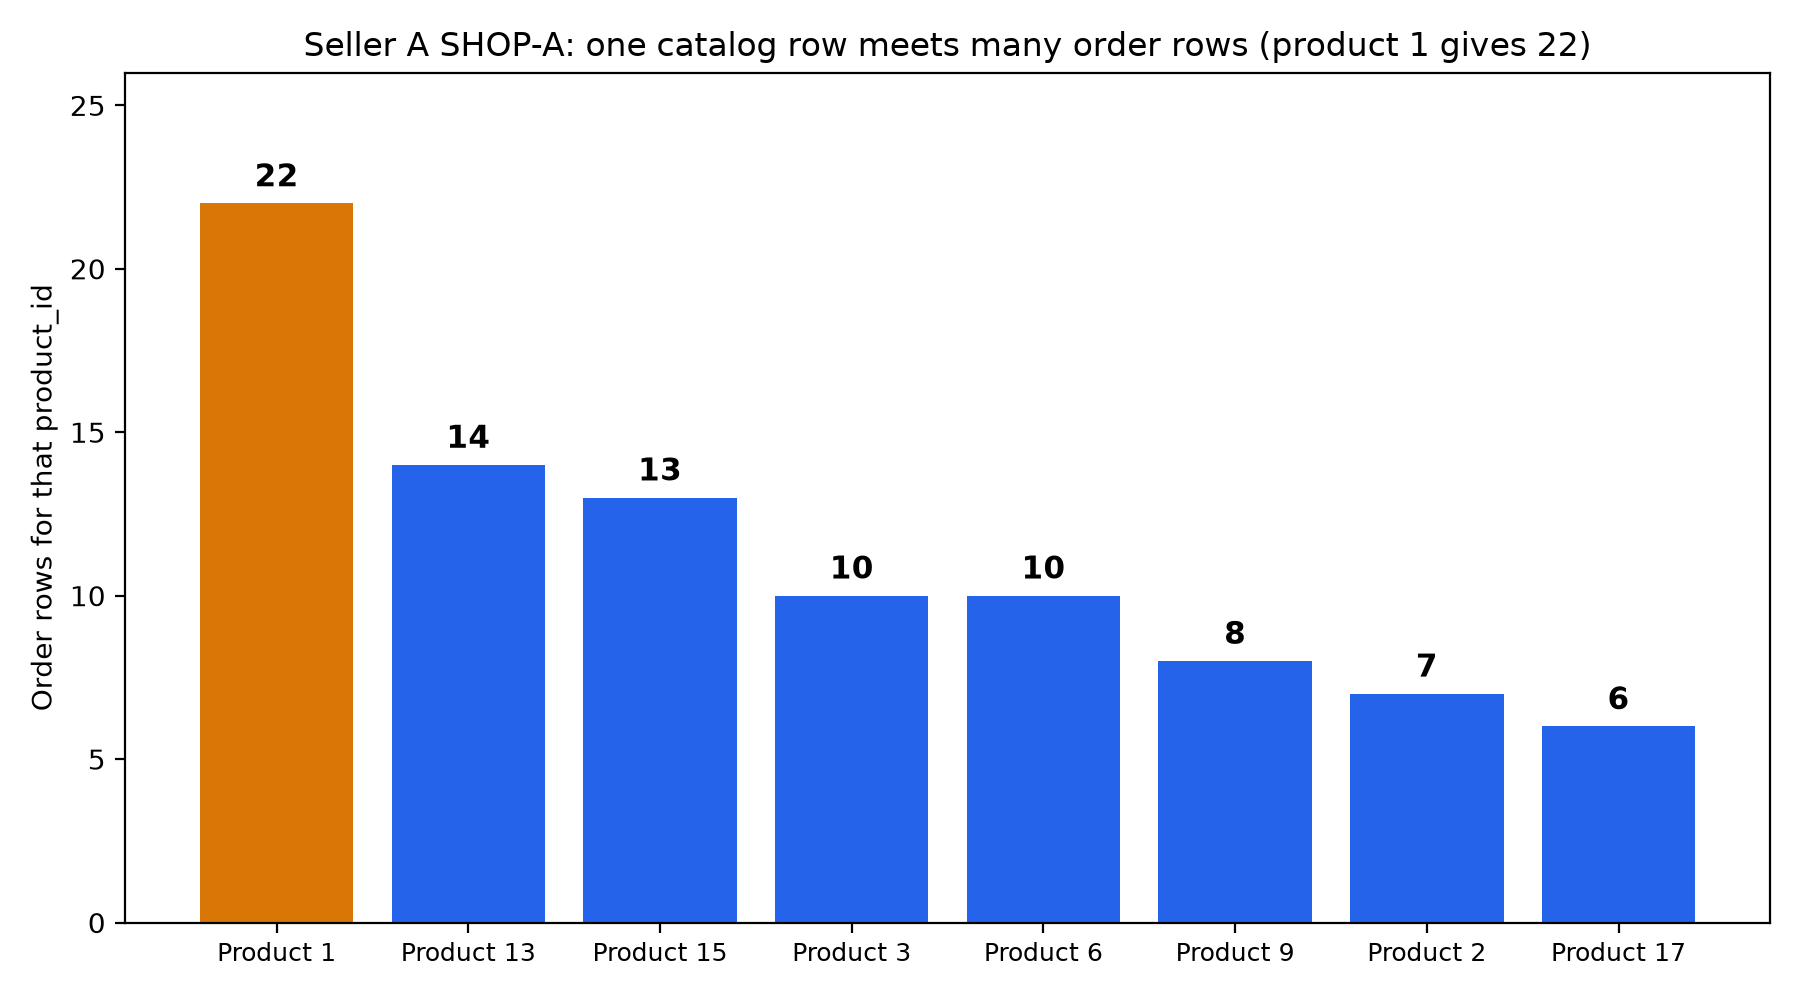 Seller A SHOP-A: one catalog row meets many order rows (product 1 gives 22)
Order rows for that product_id
25
20
15
10
5
0
22
14
13
10
10
8
7
6
Product 1
Product 13
Product 15
Product 3
Product 6
Product 9
Product 2
Product 17